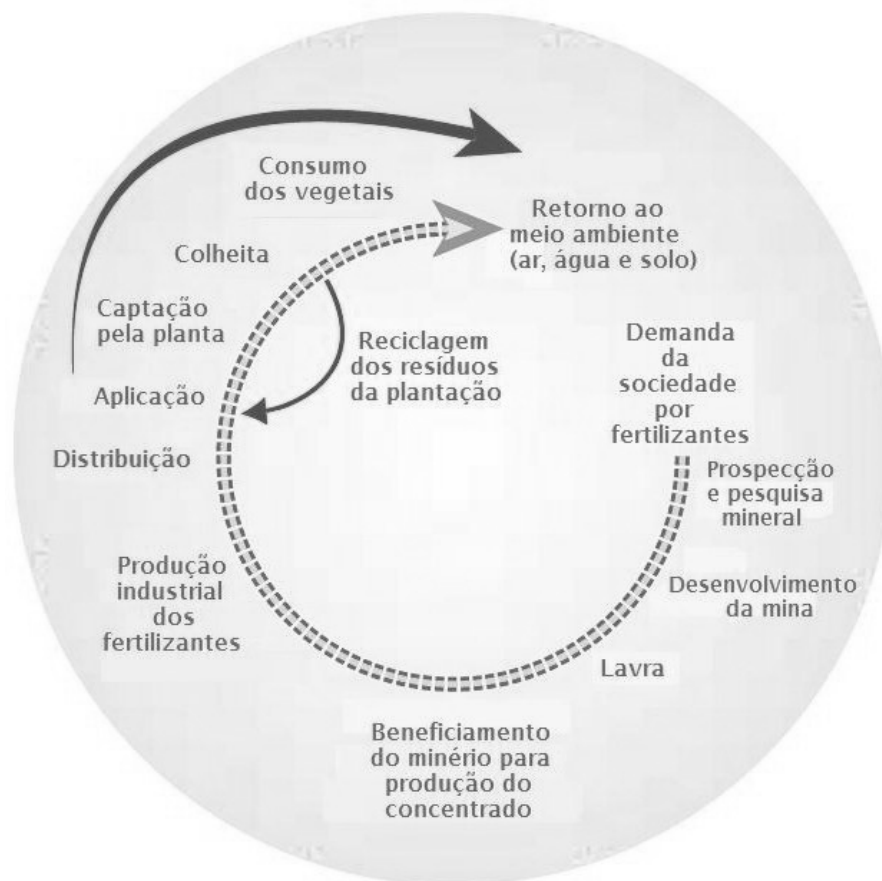 Consumo
dos vegetais
Retorno ao
meio ambiente
(ar, água e solo)
Colheita
Captação
pela planta
Reciclagem
dos resíduos
da plantação
Demanda
da
sociedade
por
fertilizantes
Aplicação
Distribuição
Prospecção
e pesquisa
mineral
Produção
industrial
dos
fertilizantes
Desenvolvimento
da mina
Lavra
Beneficiamento
do minério para
produção do
concentrado